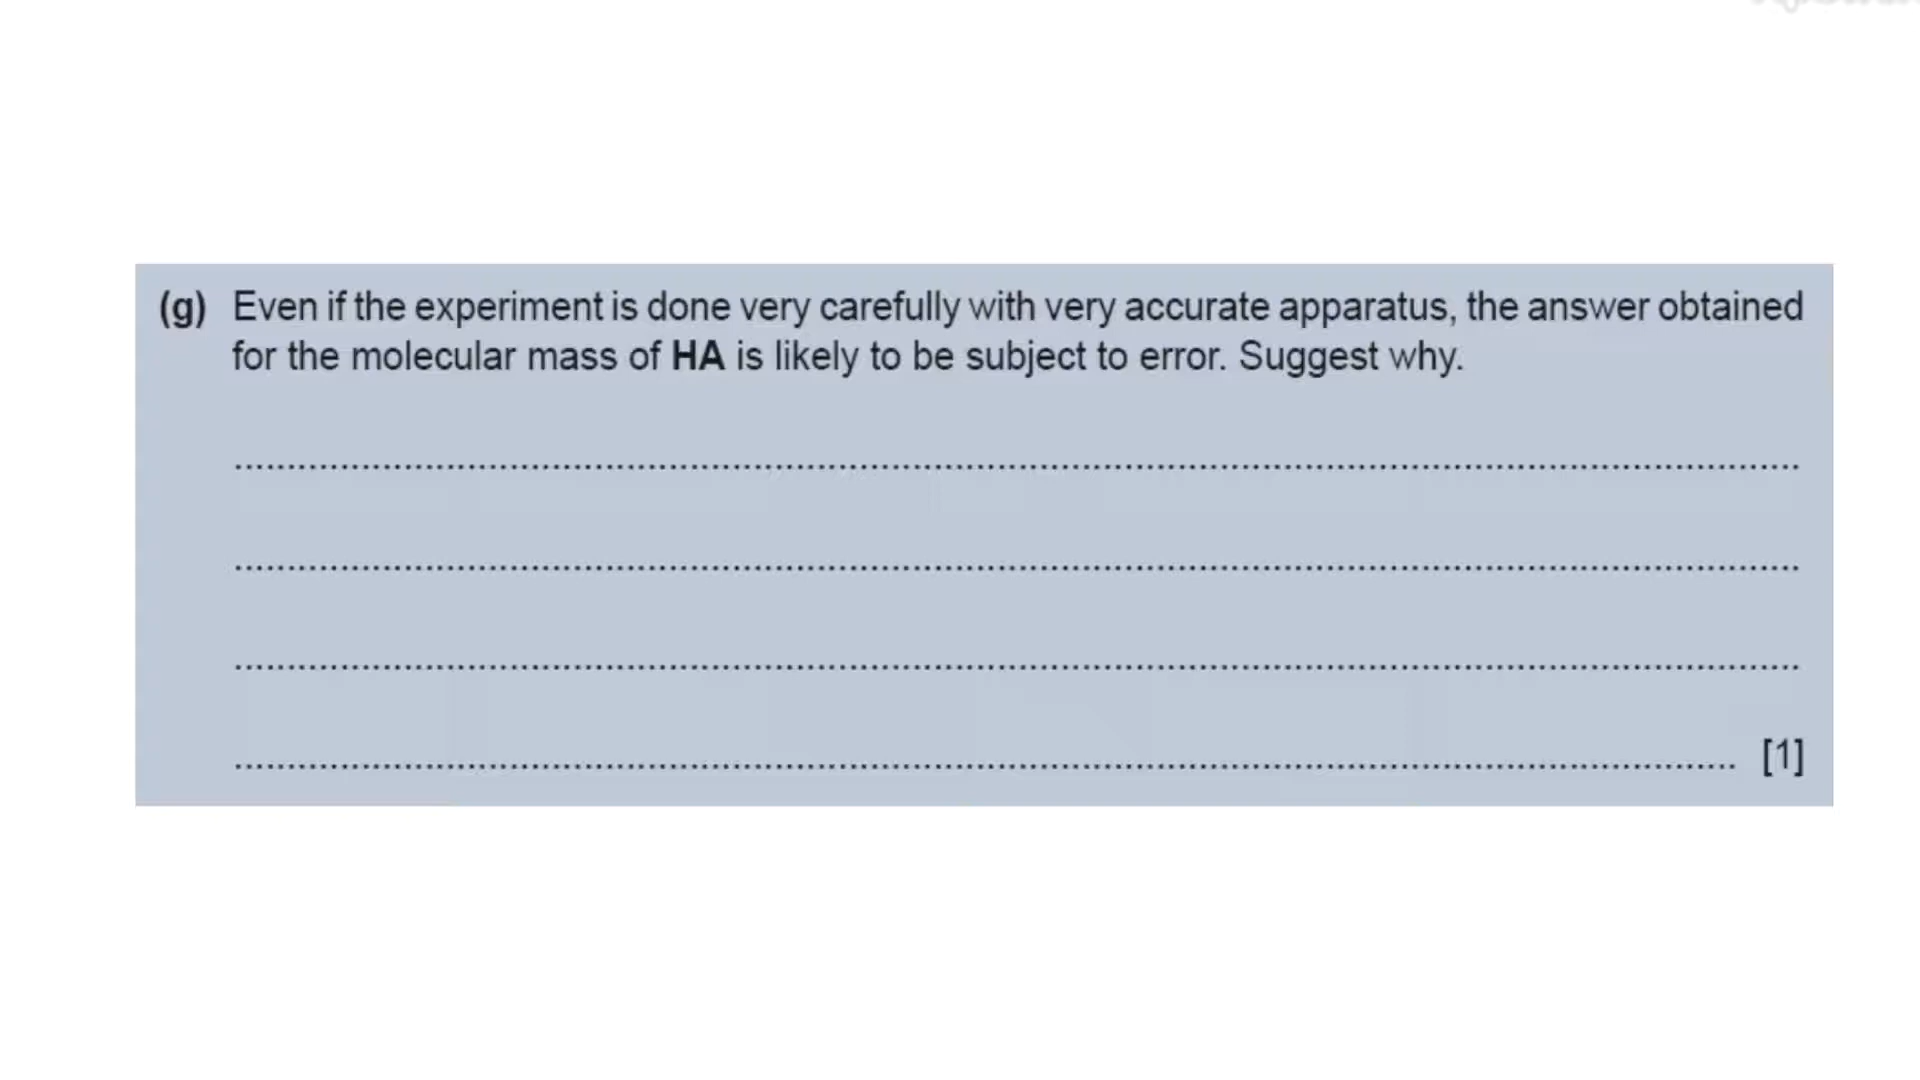 (g) Even if the experiment is done very carefully with very accurate apparatus, the answer obtained
for the molecular mass of HA is likely to be subject to error. Suggest why.
[1]